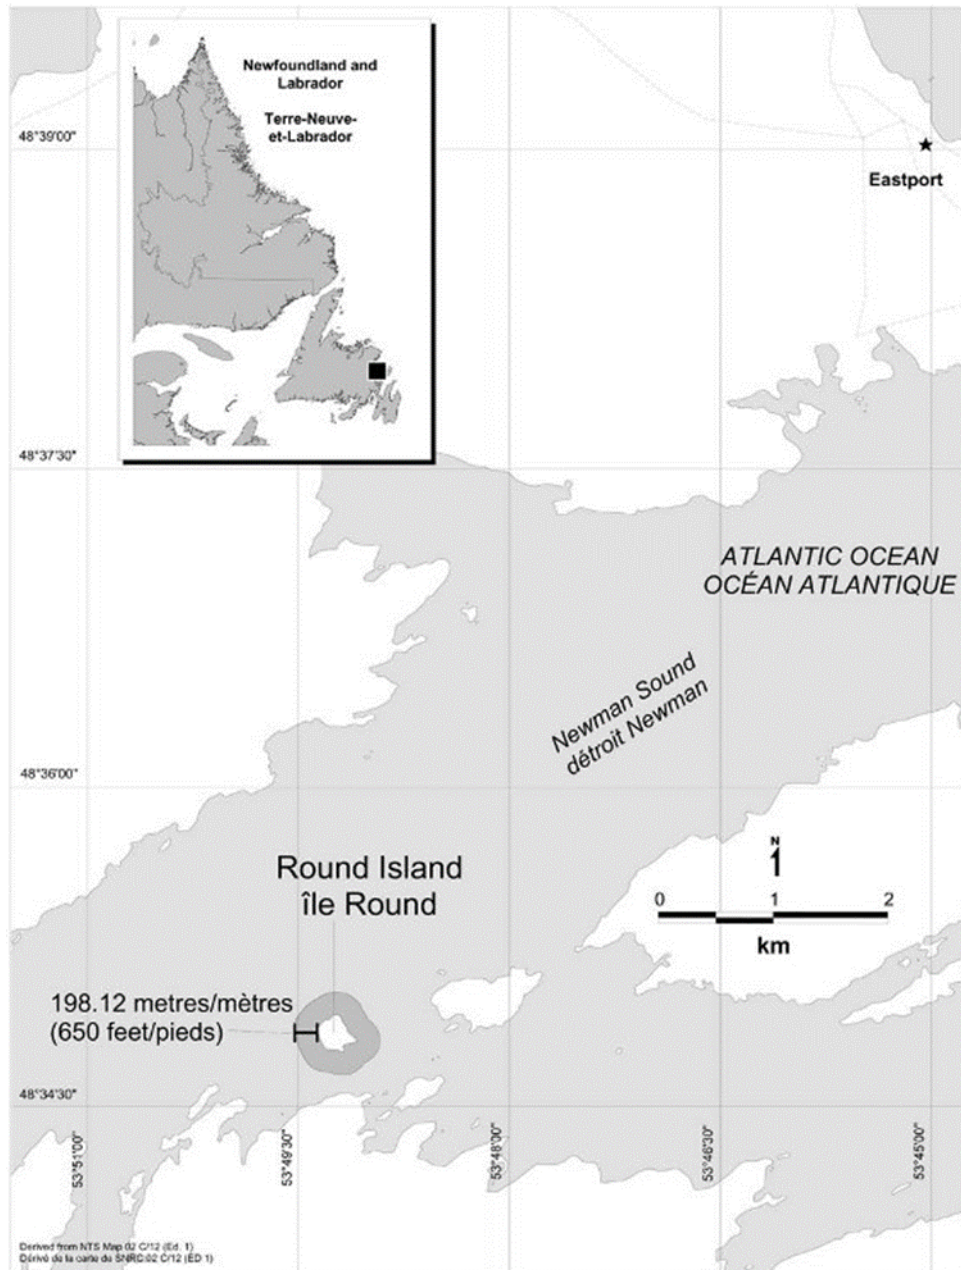 Newfoundland and
Labrador
Terre-Neuve-
et-Labrador
48°39'00"
Eastport
48°37'30"
ATLANTIC OCEAN
OCÉAN ATLANTIQUE
Newman Sound
détroit Newman
48°36'00"
N
0 1 2
km
Round Island
île Round
198.12 metres/mètres
(650 feet/pieds)
48°34'30"
53°51'00"
53°49'30"
53°48'00"
53°46'30"
53°45'00"
Derived from NTS Map 02 C/12 (Ed. 1)
Dérivé de la carte du SNRC 02 C/12 (ÉD 1)